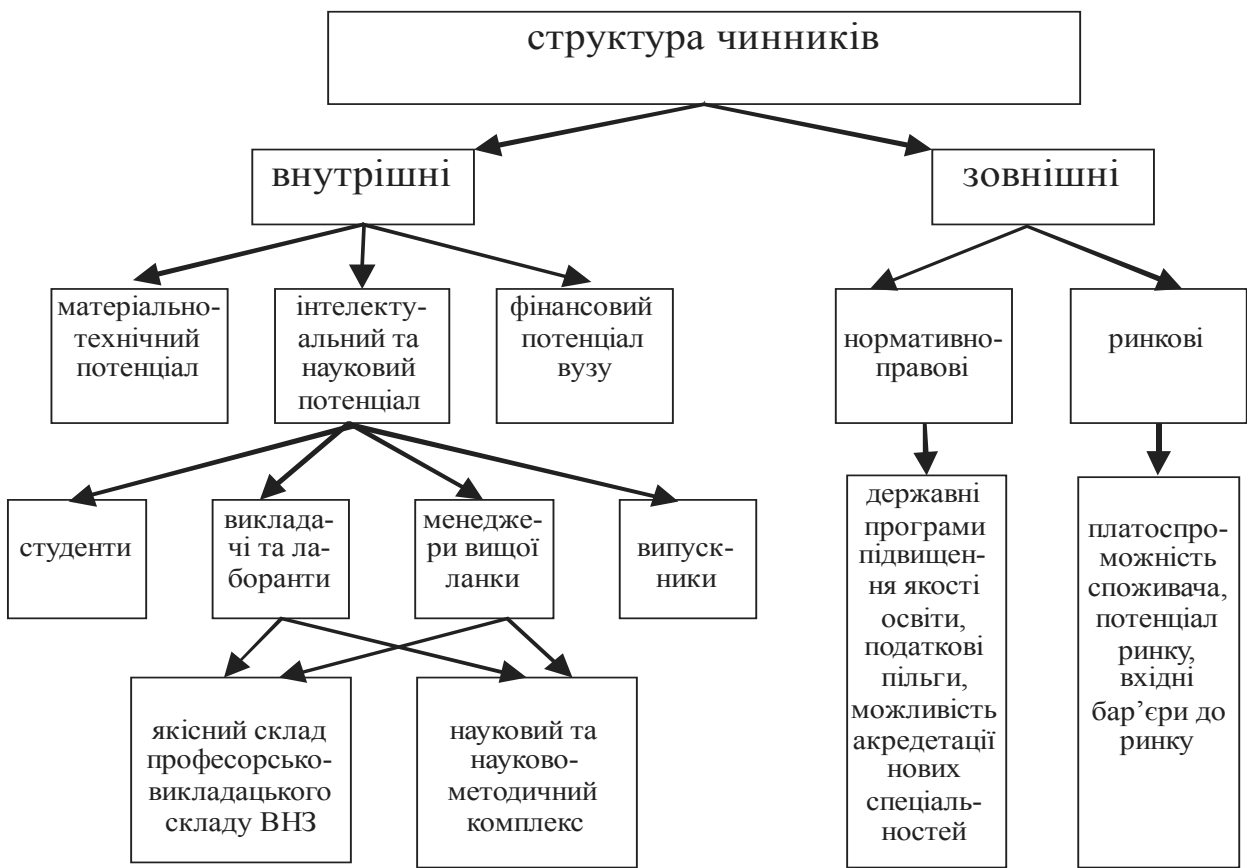 структура чинників
внутрішні
зовнішні
матеріально-
технічний
потенціал
інтелекту-
альний та
науковий
потенціал
фінансовий
потенціал
вузу
нормативно-
правові
ринкові
студенти
виклада-
чі та ла-
боранти
менедже-
ри вищої
ланки
випуск-
ники
державні
програми
підвищен-
ня якості
освіти,
податкові
пільги,
можливість
акредетації
нових
спеціаль-
ностей
платоспро-
можність
споживача,
потенціал
ринку,
вхідні
бар’єри до
ринку
якісний склад
професорсько-
викладацького
складу ВНЗ
науковий та
науково-
методичний
комплекс